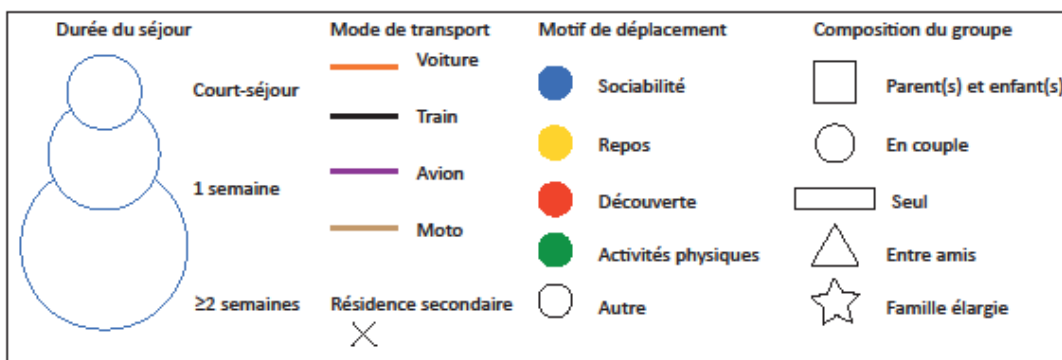 Durée du séjour
Court-séjour
1 semaine
≥2 semaines
Mode de transport
Voiture
Train
Avion
Moto
Résidence secondaire
Motif de déplacement
Sociabilité
Repos
Découverte
Activités physiques
Autre
Composition du groupe
Parent(s) et enfant(s)
En couple
Seul
Entre amis
Famille élargie